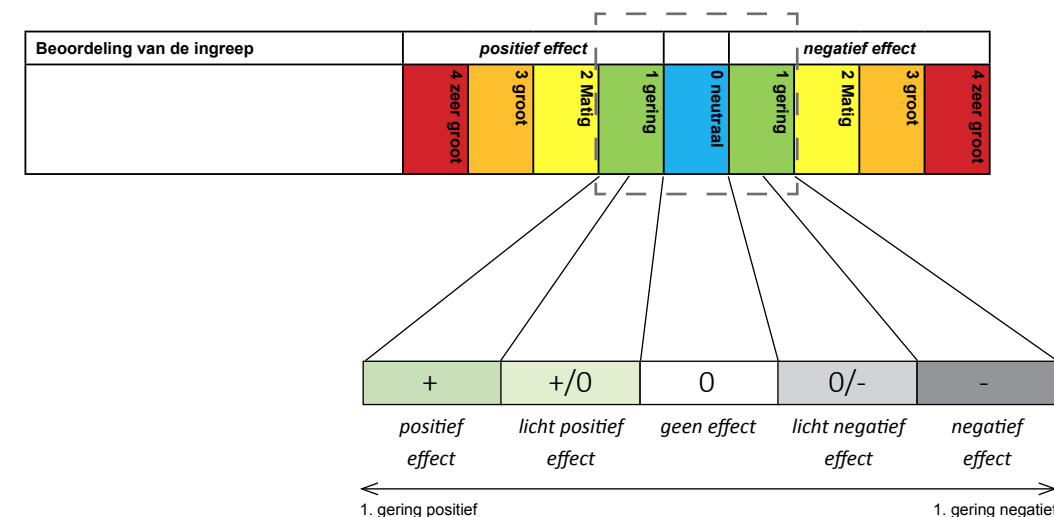 Beoordeling van de ingreep
positief effect
negatief effect
4 zeer groot
3 groot
2 Matig
1 gering
0 neutraal
1 gering
2 Matig
3 groot
4 zeer groot
+ +/0 0 0/- -
positief licht positief geen effect licht negatief negatief
effect effect effect effect
1. gering positief 1. gering negatief